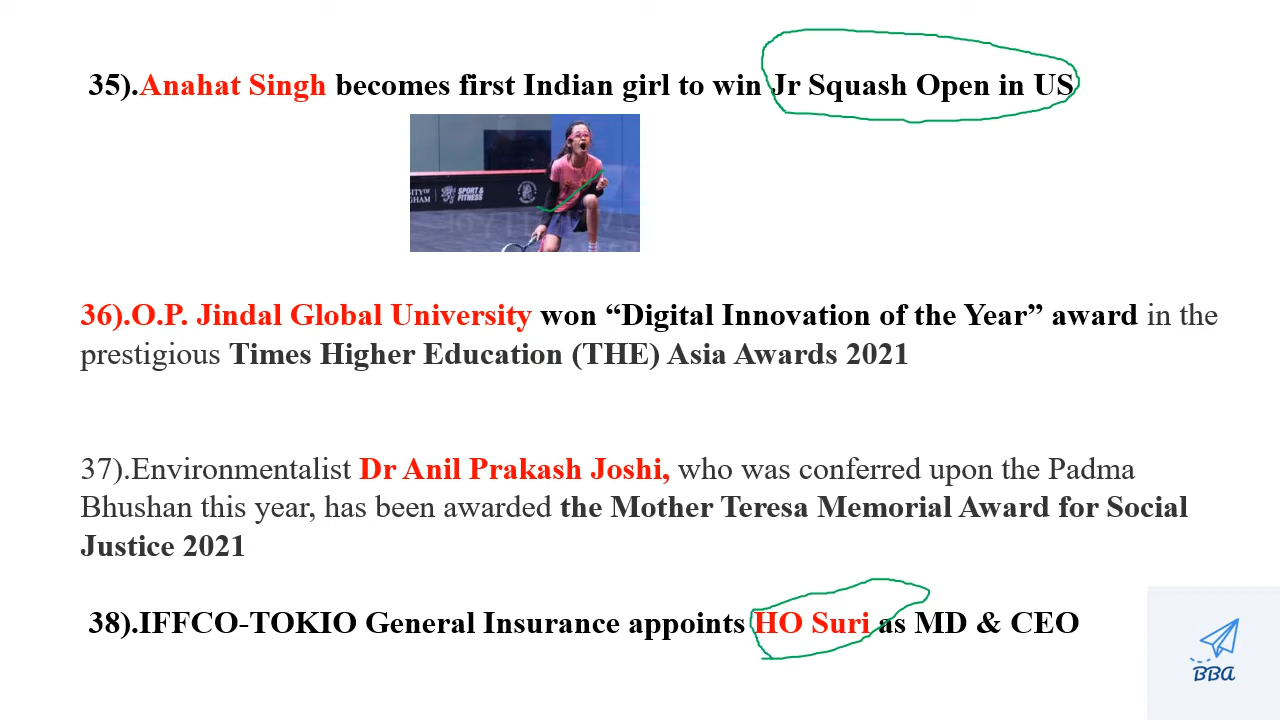 35).Anahat Singh becomes first Indian girl to win Jr Squash Open in US
SPORT &
FITNESS
36).O.P. Jindal Global University won “Digital Innovation of the Year” award in the
prestigious Times Higher Education (THE) Asia Awards 2021
37).Environmentalist Dr Anil Prakash Joshi, who was conferred upon the Padma
Bhushan this year, has been awarded the Mother Teresa Memorial Award for Social
Justice 2021
38).IFFCO-TOKIO General Insurance appoints HO Suri as MD & CEO
BBA